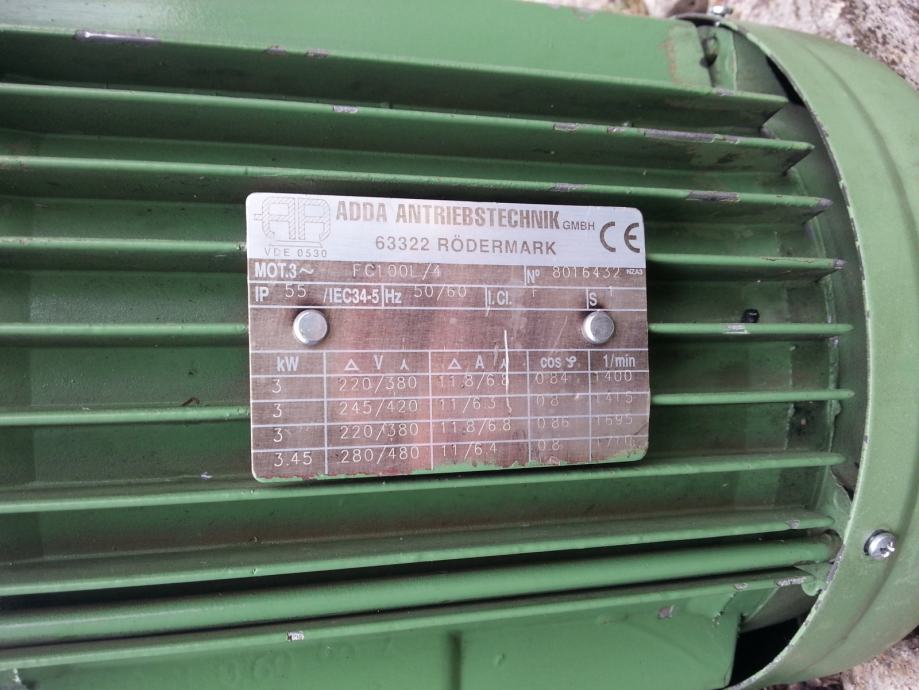 ADDA ANTRIEBSTECHNIK GMBH CE
63322 RÖDERMARK
VDE 0530
MOT.3~ FC100L/4 Nº 8016432 NZA3
IP 55 /IEC34-5 Hz 50/60 I.Cl. F S 1
kW △ V ⅄ △ A ⅄ cos φ 1/min
3 220/380 11.8/6.8 0.84 1400
3 245/420 11/6.3 0.8 1415
3 220/380 11.8/6.8 0.86 1695
3.45 280/480 11/6.4 0.8